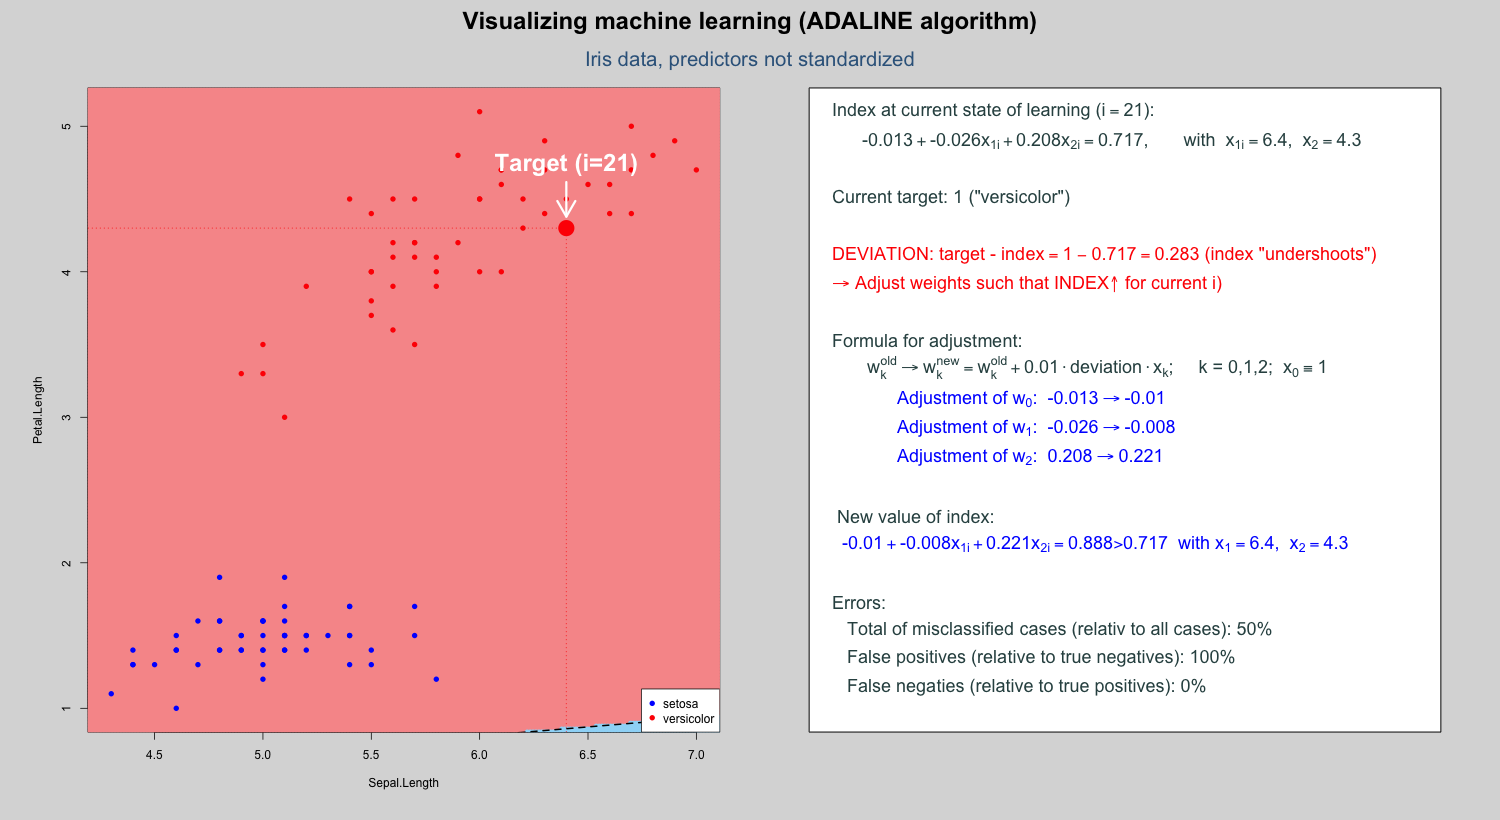 Visualizing machine learning (ADALINE algorithm)
Iris data, predictors not standardized
Petal.Length
5
4
3
2
1
Target (i=21)
setosa
versicolor
4.5 5.0 5.5 6.0 6.5 7.0
Sepal.Length
Index at current state of learning (i = 21):
-0.013 + -0.026x1i + 0.208x2i = 0.717, with x1i = 6.4, x2 = 4.3
Current target: 1 ("versicolor")
DEVIATION: target - index = 1 − 0.717 = 0.283 (index "undershoots")
→ Adjust weights such that INDEX↑ for current i)
Formula for adjustment:
w_k^old → w_k^new = w_k^old + 0.01 · deviation · x_k; k = 0,1,2; x0 ≡ 1
Adjustment of w0: -0.013 → -0.01
Adjustment of w1: -0.026 → -0.008
Adjustment of w2: 0.208 → 0.221
New value of index:
-0.01 + -0.008x1i + 0.221x2i = 0.888>0.717 with x1 = 6.4, x2 = 4.3
Errors:
Total of misclassified cases (relativ to all cases): 50%
False positives (relative to true negatives): 100%
False negaties (relative to true positives): 0%